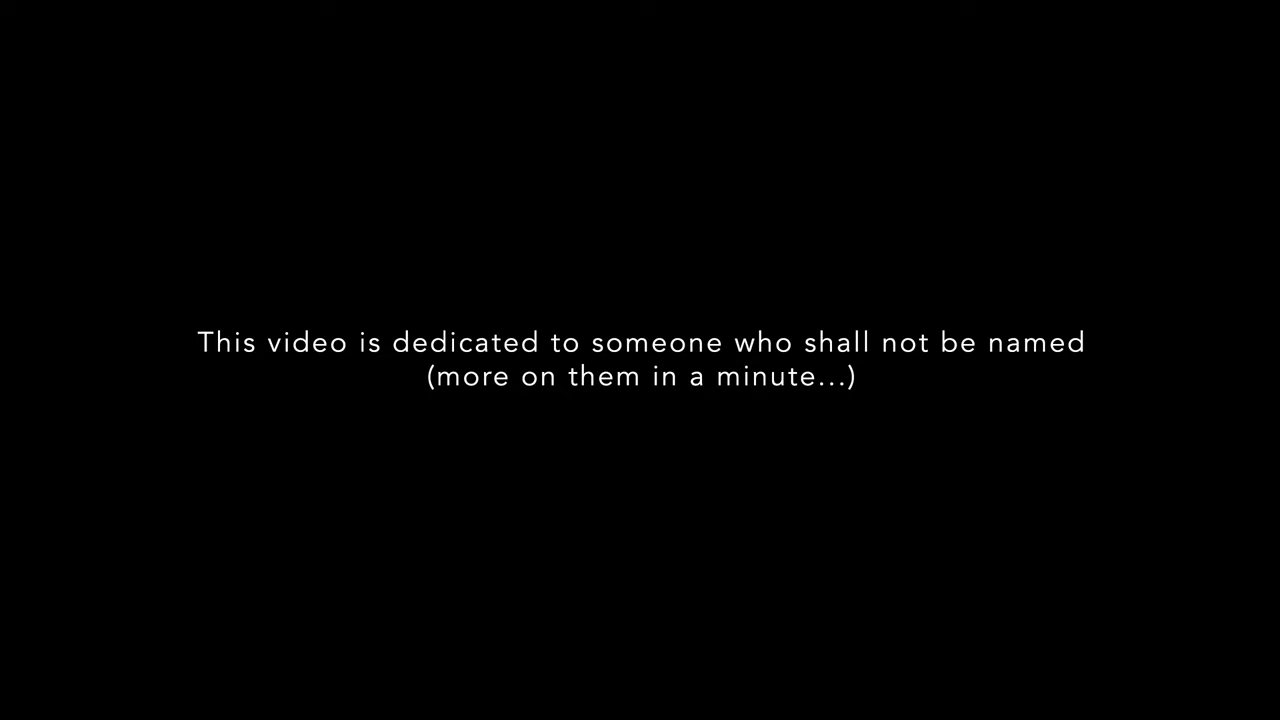 This video is dedicated to someone who shall not be named
(more on them in a minute...)